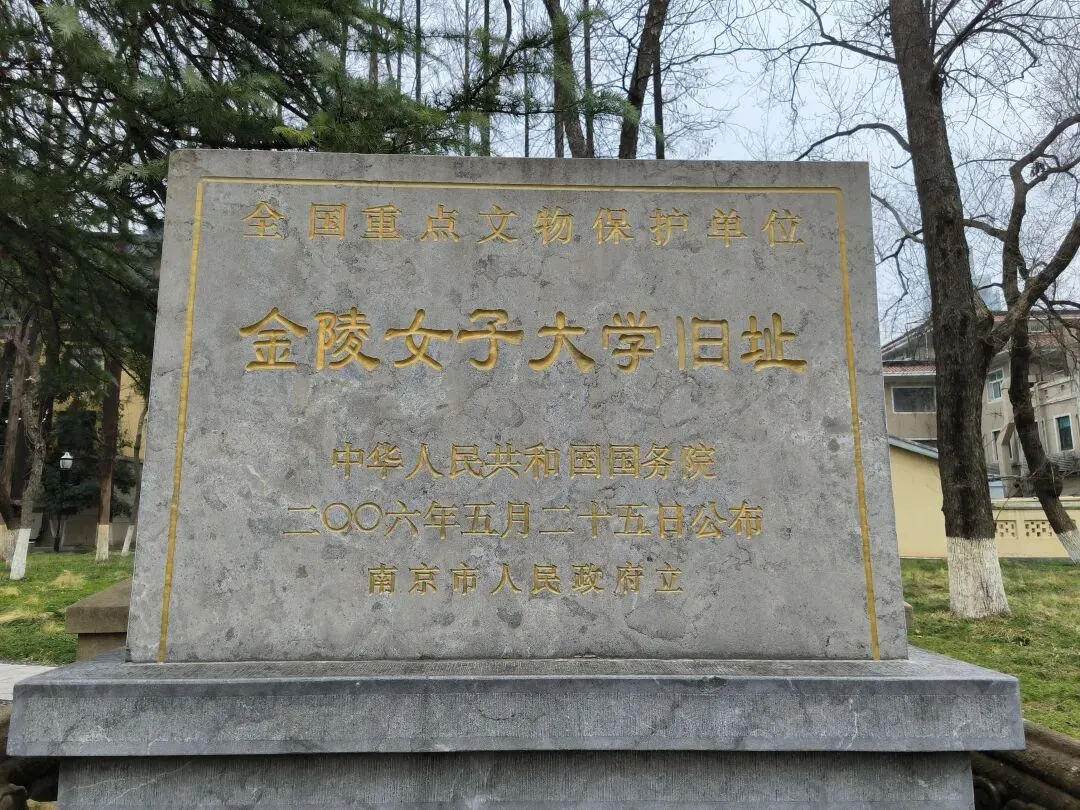 全国重点文物保护单位
金陵女子大学旧址
中华人民共和国国务院
二〇〇六年五月二十五日公布
南京市人民政府立